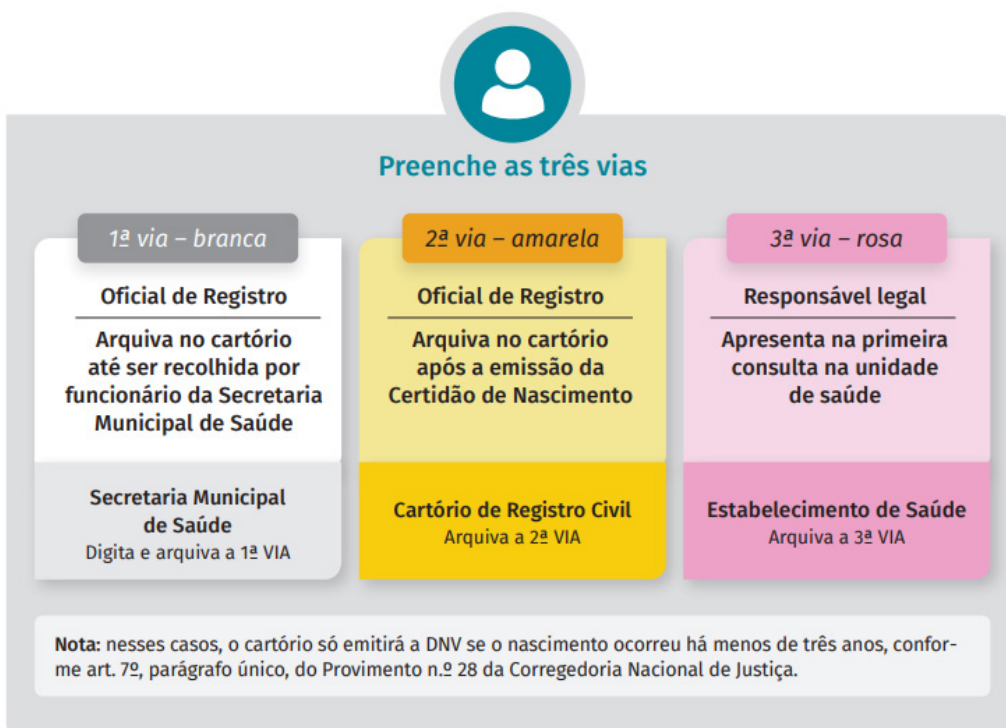 Preenche as três vias
1ª via – branca
Oficial de Registro
Arquiva no cartório
até ser recolhida por
funcionário da Secretaria
Municipal de Saúde
Secretaria Municipal
de Saúde
Digita e arquiva a 1ª VIA
2ª via – amarela
Oficial de Registro
Arquiva no cartório
após a emissão da
Certidão de Nascimento
Cartório de Registro Civil
Arquiva a 2ª VIA
3ª via – rosa
Responsável legal
Apresenta na primeira
consulta na unidade
de saúde
Estabelecimento de Saúde
Arquiva a 3ª VIA
Nota: nesses casos, o cartório só emitirá a DNV se o nascimento ocorreu há menos de três anos, confor-
me art. 7º, parágrafo único, do Provimento n.º 28 da Corregedoria Nacional de Justiça.